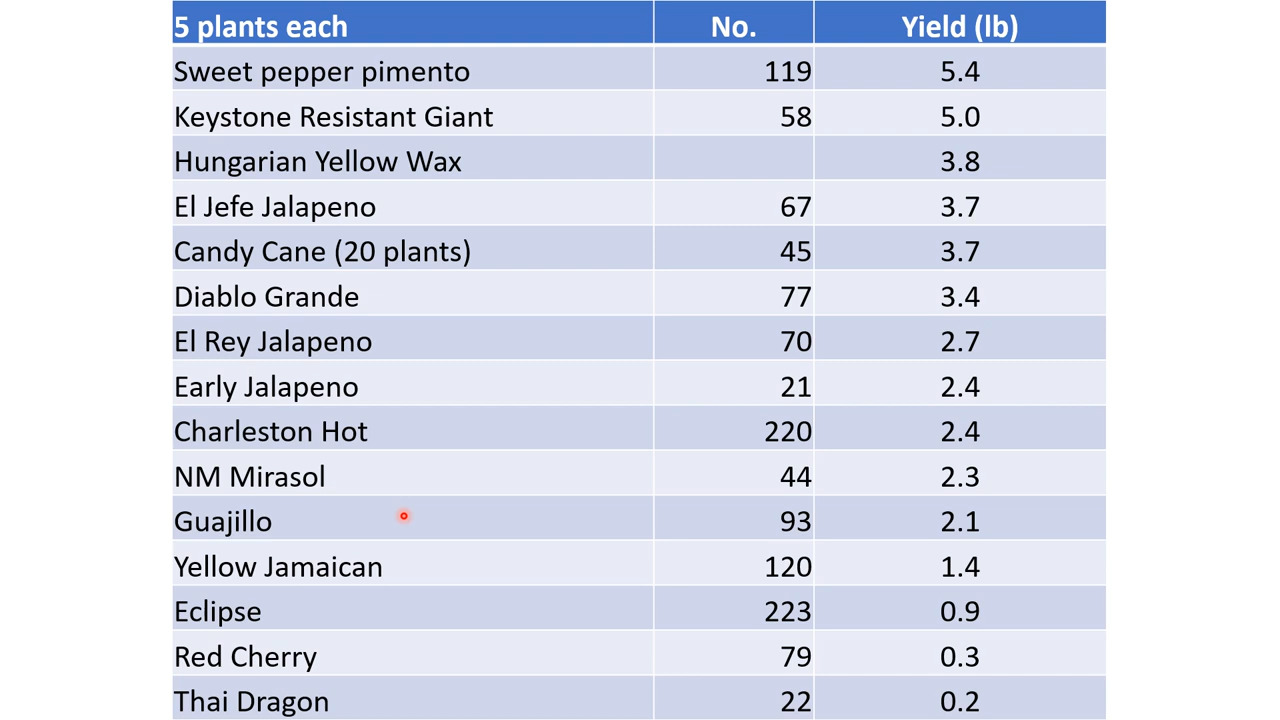 5 plants each No. Yield (lb)
Sweet pepper pimento 119 5.4
Keystone Resistant Giant 58 5.0
Hungarian Yellow Wax 3.8
El Jefe Jalapeno 67 3.7
Candy Cane (20 plants) 45 3.7
Diablo Grande 77 3.4
El Rey Jalapeno 70 2.7
Early Jalapeno 21 2.4
Charleston Hot 220 2.4
NM Mirasol 44 2.3
Guajillo 93 2.1
Yellow Jamaican 120 1.4
Eclipse 223 0.9
Red Cherry 79 0.3
Thai Dragon 22 0.2